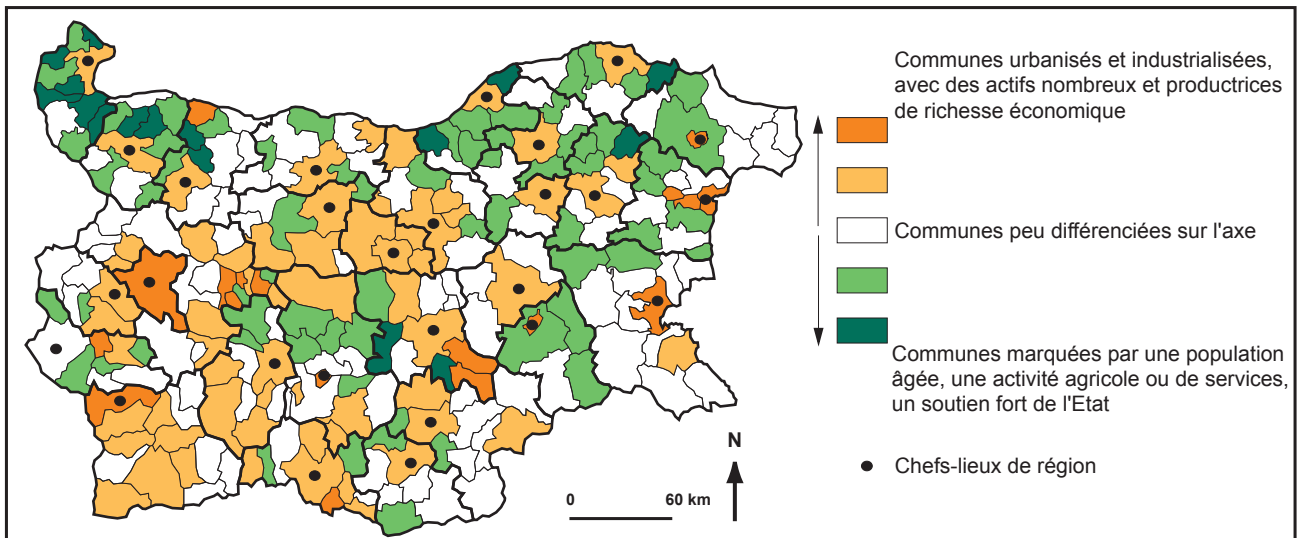 Communes urbanisés et industrialisées,
avec des actifs nombreux et productrices
de richesse économique
Communes peu différenciées sur l'axe
Communes marquées par une population
âgée, une activité agricole ou de services,
un soutien fort de l'Etat
Chefs-lieux de région
N
0 60 km